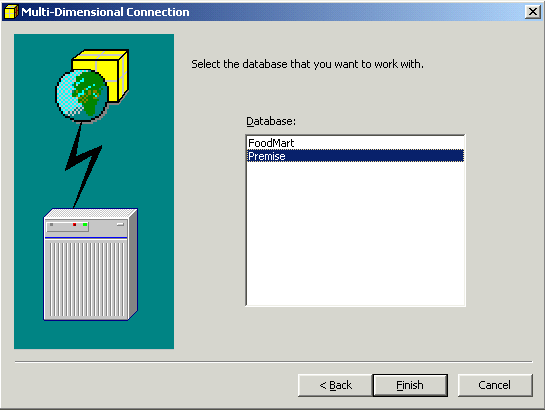 Multi-Dimensional Connection
Select the database that you want to work with.
Database:
FoodMart
Premise
< Back
Finish
Cancel